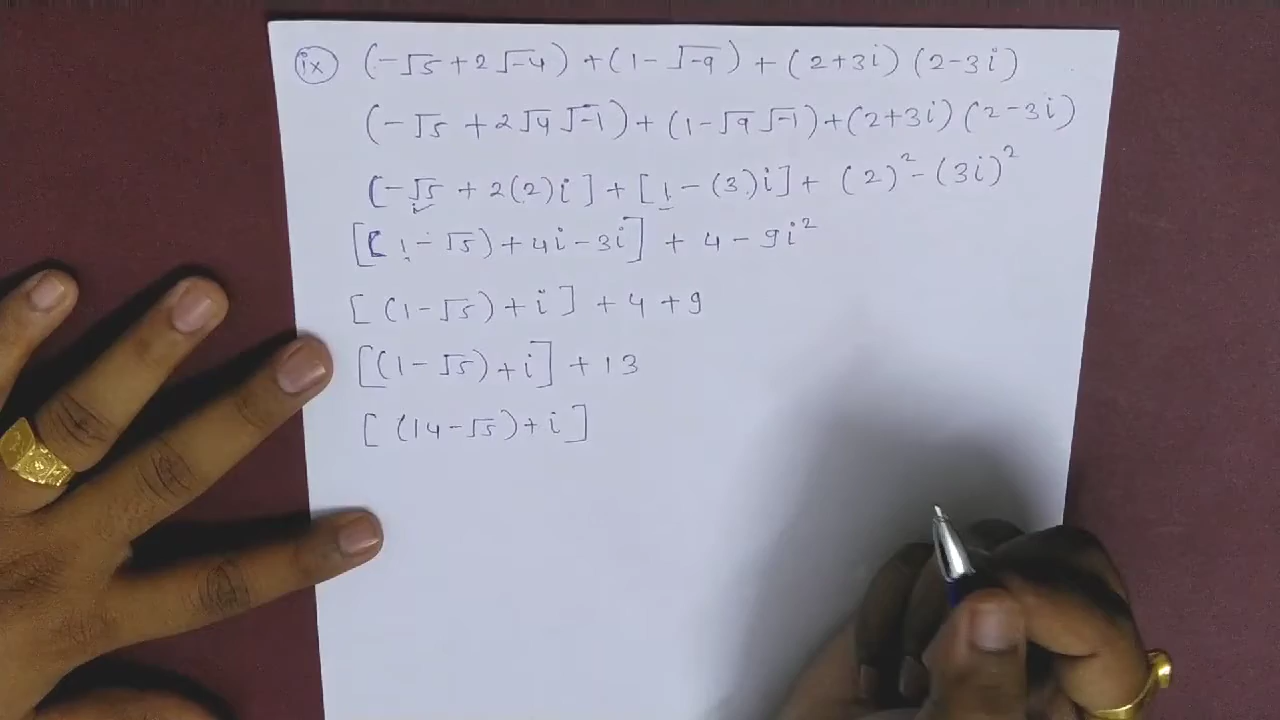 ix (-√5 + 2√-4) + (1 - √-9) + (2+3i) (2-3i)
(-√5 + 2√4 √-1) + (1-√9 √-1) + (2+3i) (2-3i)
(-√5 + 2(2)i] + [1 - (3)i] + (2)² - (3i)²
[(1-√5) + 4i - 3i] + 4 - 9i²
[(1-√5) + i] + 4 + 9
[(1-√5) + i] + 13
[(14-√5) + i]